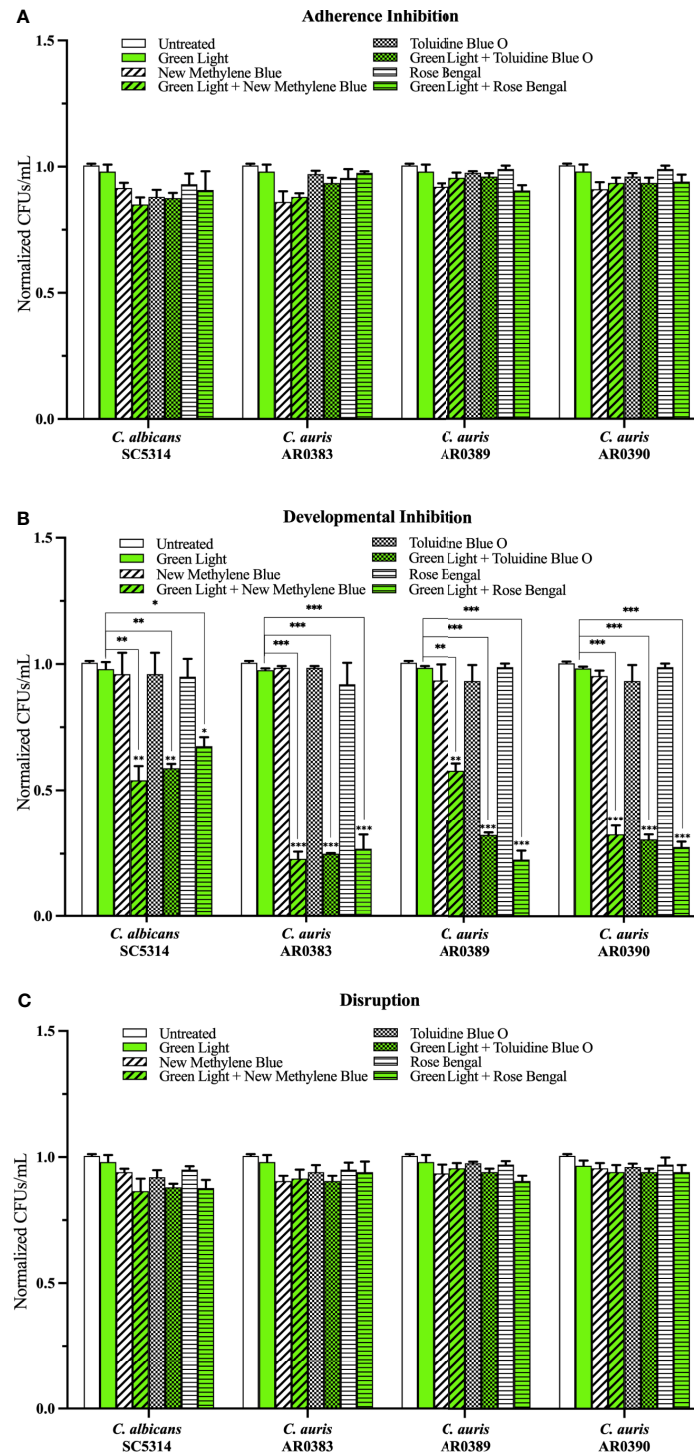 A
Adherence Inhibition
Untreated
Green Light
New Methylene Blue
Green Light + New Methylene Blue
Toluidine Blue O
Green Light + Toluidine Blue O
Rose Bengal
Green Light + Rose Bengal
Normalized CFUs/mL
1.5
1.0
0.5
0.0
C. albicans
SC5314
C. auris
AR0383
C. auris
AR0389
C. auris
AR0390
B
Developmental Inhibition
Untreated
Green Light
New Methylene Blue
Green Light + New Methylene Blue
Toluidine Blue O
Green Light + Toluidine Blue O
Rose Bengal
Green Light + Rose Bengal
Normalized CFUs/mL
1.5
1.0
0.5
0.0
*
**
**
**
**
*
***
***
***
***
***
***
***
***
**
**
***
***
***
***
***
***
***
***
C. albicans
SC5314
C. auris
AR0383
C. auris
AR0389
C. auris
AR0390
C
Disruption
Untreated
Green Light
New Methylene Blue
Green Light + New Methylene Blue
Toluidine Blue O
Green Light + Toluidine Blue O
Rose Bengal
Green Light + Rose Bengal
Normalized CFUs/mL
1.5
1.0
0.5
0.0
C. albicans
SC5314
C. auris
AR0383
C. auris
AR0389
C. auris
AR0390